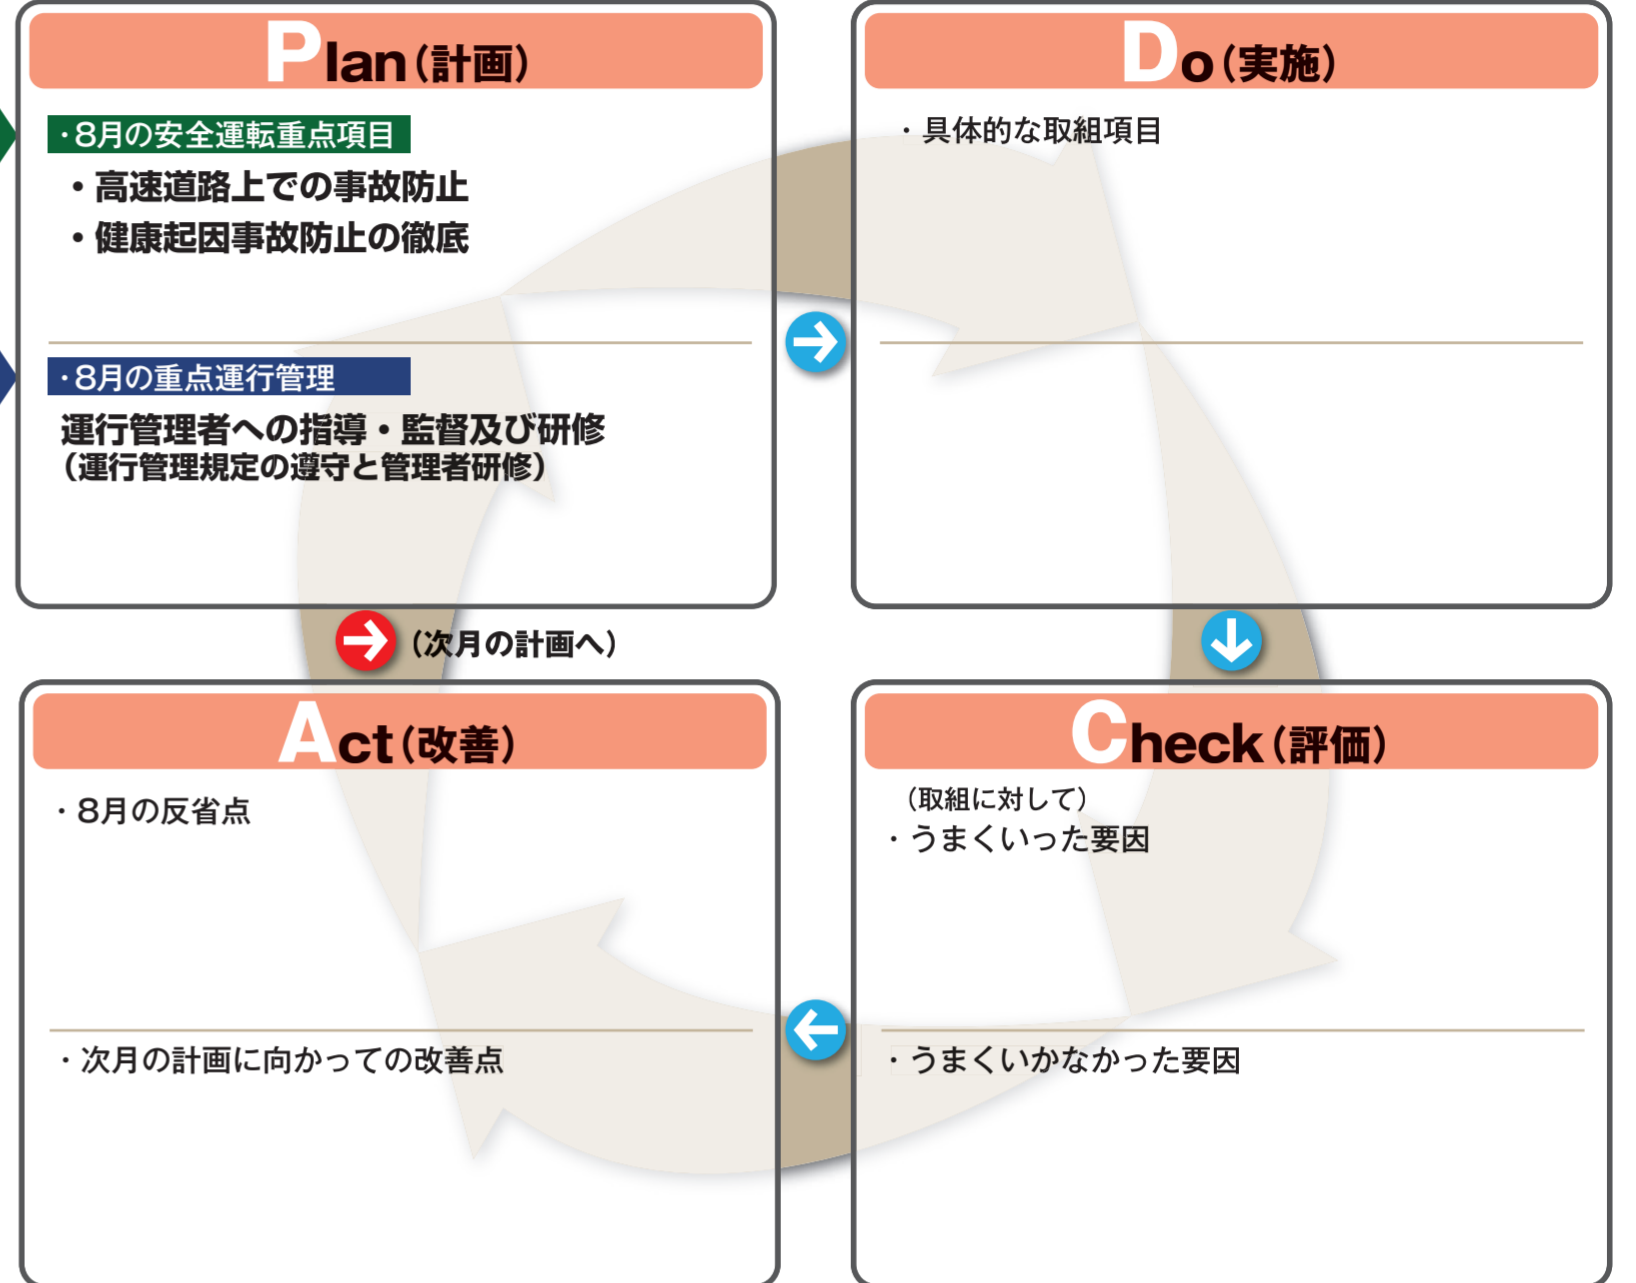 Plan(計画)
・8月の安全運転重点項目
・高速道路上での事故防止
・健康起因事故防止の徹底
・8月の重点運行管理
運行管理者への指導・監督及び研修
(運行管理規定の遵守と管理者研修)
Do(実施)
・具体的な取組項目
(次月の計画へ)
Act(改善)
・8月の反省点
・次月の計画に向かっての改善点
Check(評価)
(取組に対して)
・うまくいった要因
・うまくいかなかった要因